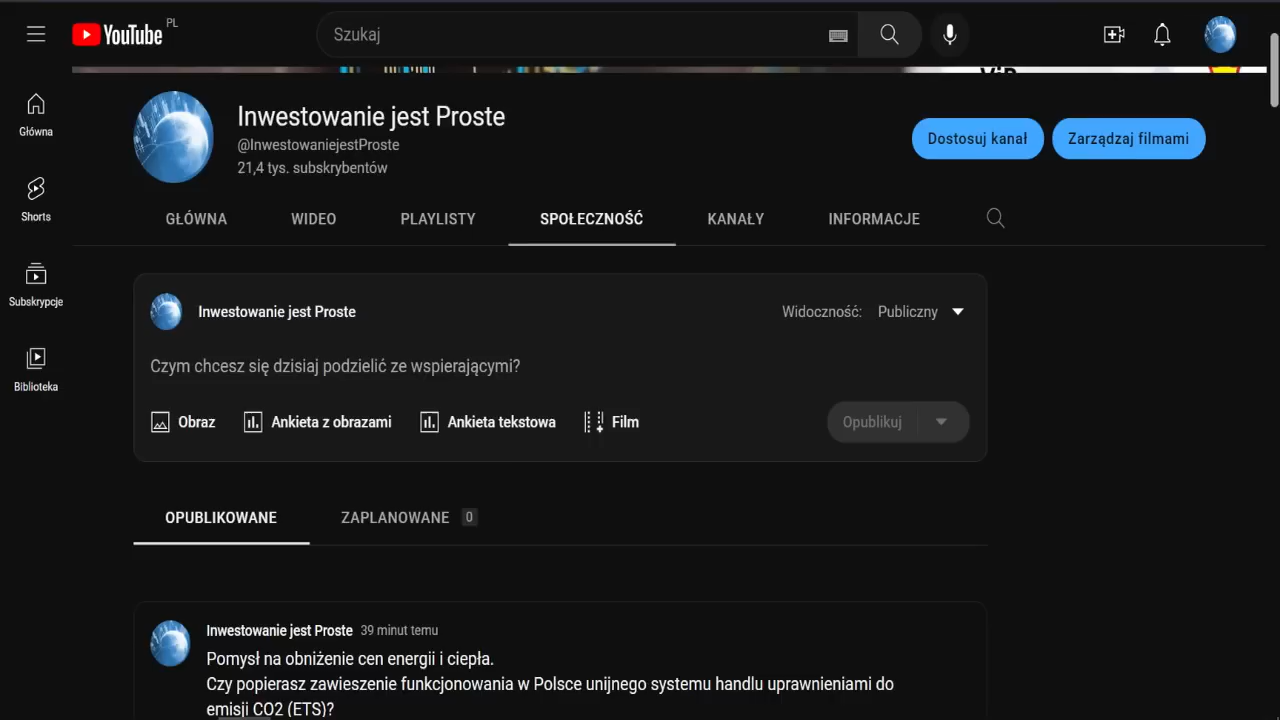 YouTube PL
Szukaj
Główna
Shorts
Subskrypcje
Biblioteka
Inwestowanie jest Proste
@InwestowaniejestProste
21,4 tys. subskrybentów
Dostosuj kanał
Zarządzaj filmami
GŁÓWNA WIDEO PLAYLISTY SPOŁECZNOŚĆ KANAŁY INFORMACJE
Inwestowanie jest Proste
Widoczność: Publiczny
Czym chcesz się dzisiaj podzielić ze wspierającymi?
Obraz Ankieta z obrazami Ankieta tekstowa Film Opublikuj
OPUBLIKOWANE ZAPLANOWANE 0
Inwestowanie jest Proste 39 minut temu
Pomysł na obniżenie cen energii i ciepła.
Czy popierasz zawieszenie funkcjonowania w Polsce unijnego systemu handlu uprawnieniami do
emisji CO2 (ETS)?